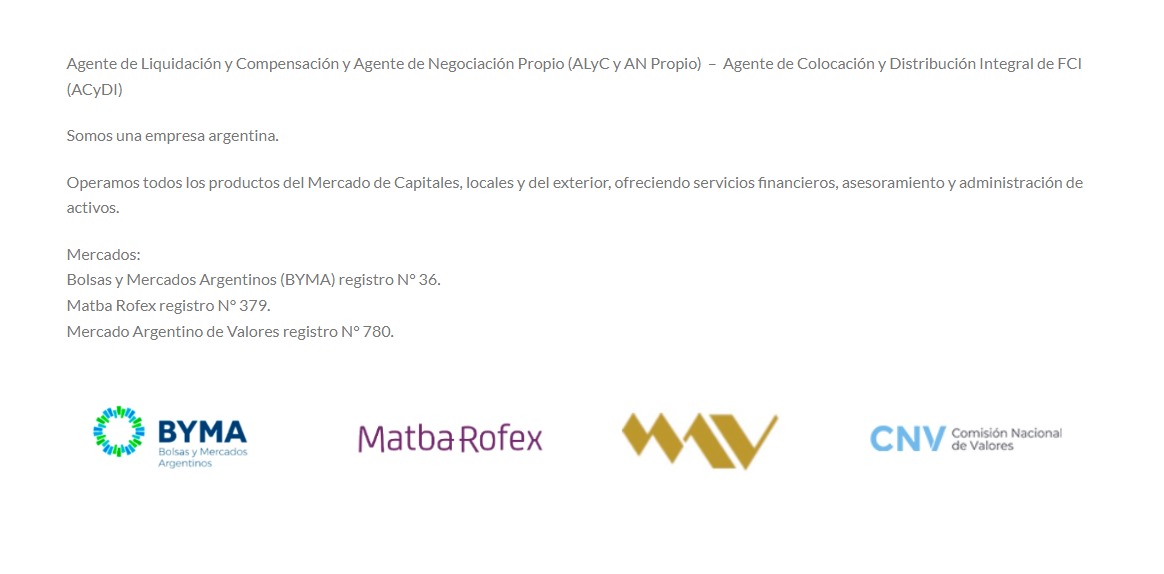 Agente de Liquidación y Compensación y Agente de Negociación Propio (ALyC y AN Propio) – Agente de Colocación y Distribución Integral de FCI
(ACyDI)
Somos una empresa argentina.
Operamos todos los productos del Mercado de Capitales, locales y del exterior, ofreciendo servicios financieros, asesoramiento y administración de
activos.
Mercados:
Bolsas y Mercados Argentinos (BYMA) registro N° 36.
Matba Rofex registro N° 379.
Mercado Argentino de Valores registro N° 780.
BYMA
Bolsas y Mercados
Argentinos
MatbaRofex
MAV
CNV
Comisión Nacional
de Valores